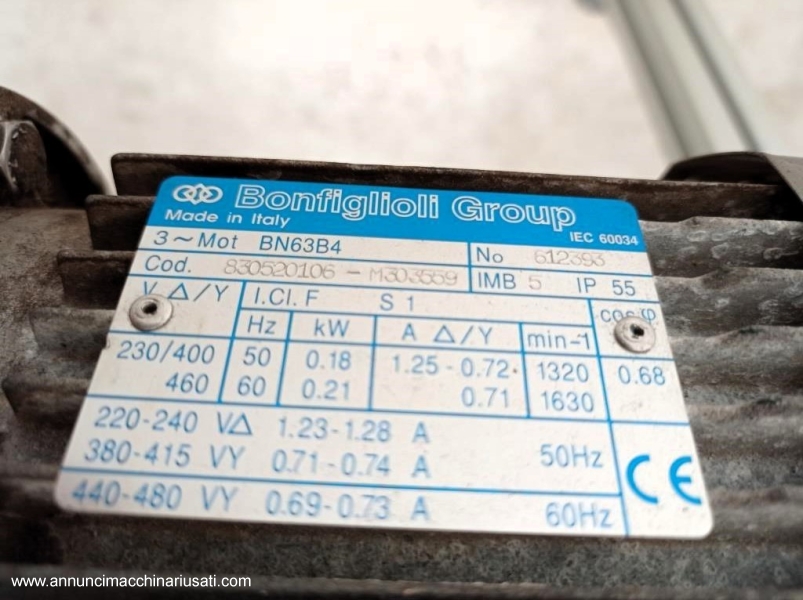 Bonfiglioli Group
Made in Italy
IEC 60034
3~Mot BN63B4
No 612393
Cod. 830520106 - M303559
IMB 5 IP 55
V Δ/Y
I.Cl.F S1
cosφ
Hz kW A Δ/Y min-1
230/400 50 0.18 1.25-0.72 1320 0.68
460 60 0.21 0.71 1630
220-240 VΔ 1.23-1.28 A
380-415 VY 0.71-0.74 A
50Hz
440-480 VY 0.69-0.73 A 60Hz
CE
www.annuncimacchinariusati.com